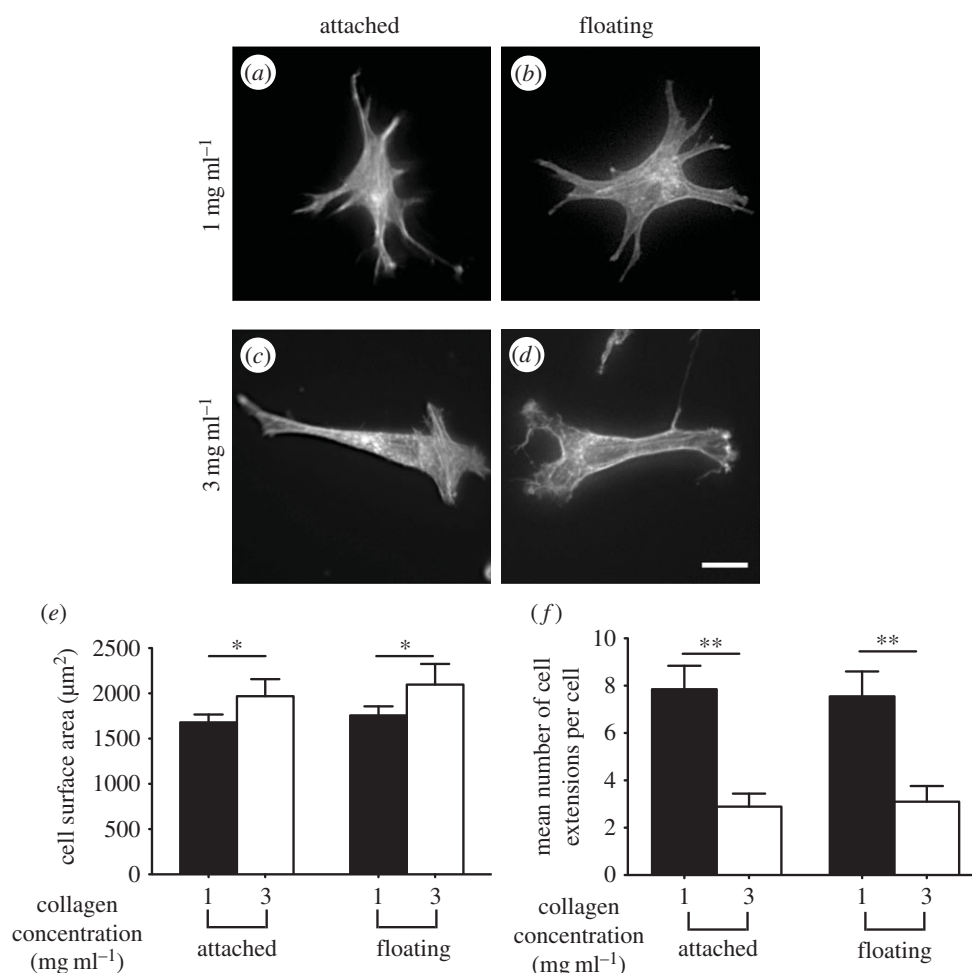 attached floating
(a) (b)
1 mg ml⁻¹
(c) (d)
3 mg ml⁻¹
(e)
cell surface area (µm²)
2500
2000
1500
1000
500
0
* *
1 3 1 3
collagen
concentration
(mg ml⁻¹)
attached floating
(f)
mean number of cell
extensions per cell
10
8
6
4
2
0
** **
1 3 1 3
collagen
concentration
(mg ml⁻¹)
attached floating